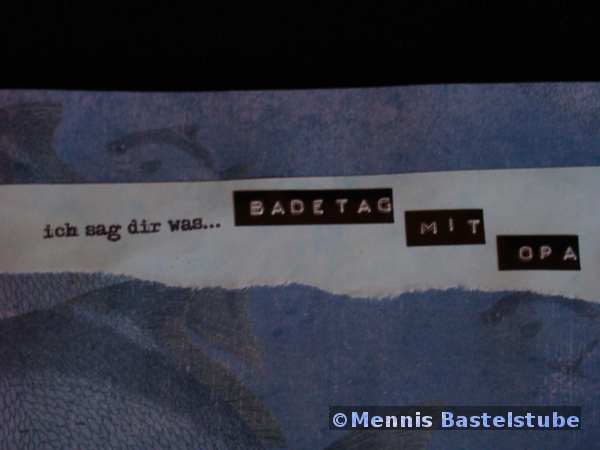 ich sag dir was... BADETAG MIT OPA
©Mennis Bastelstube